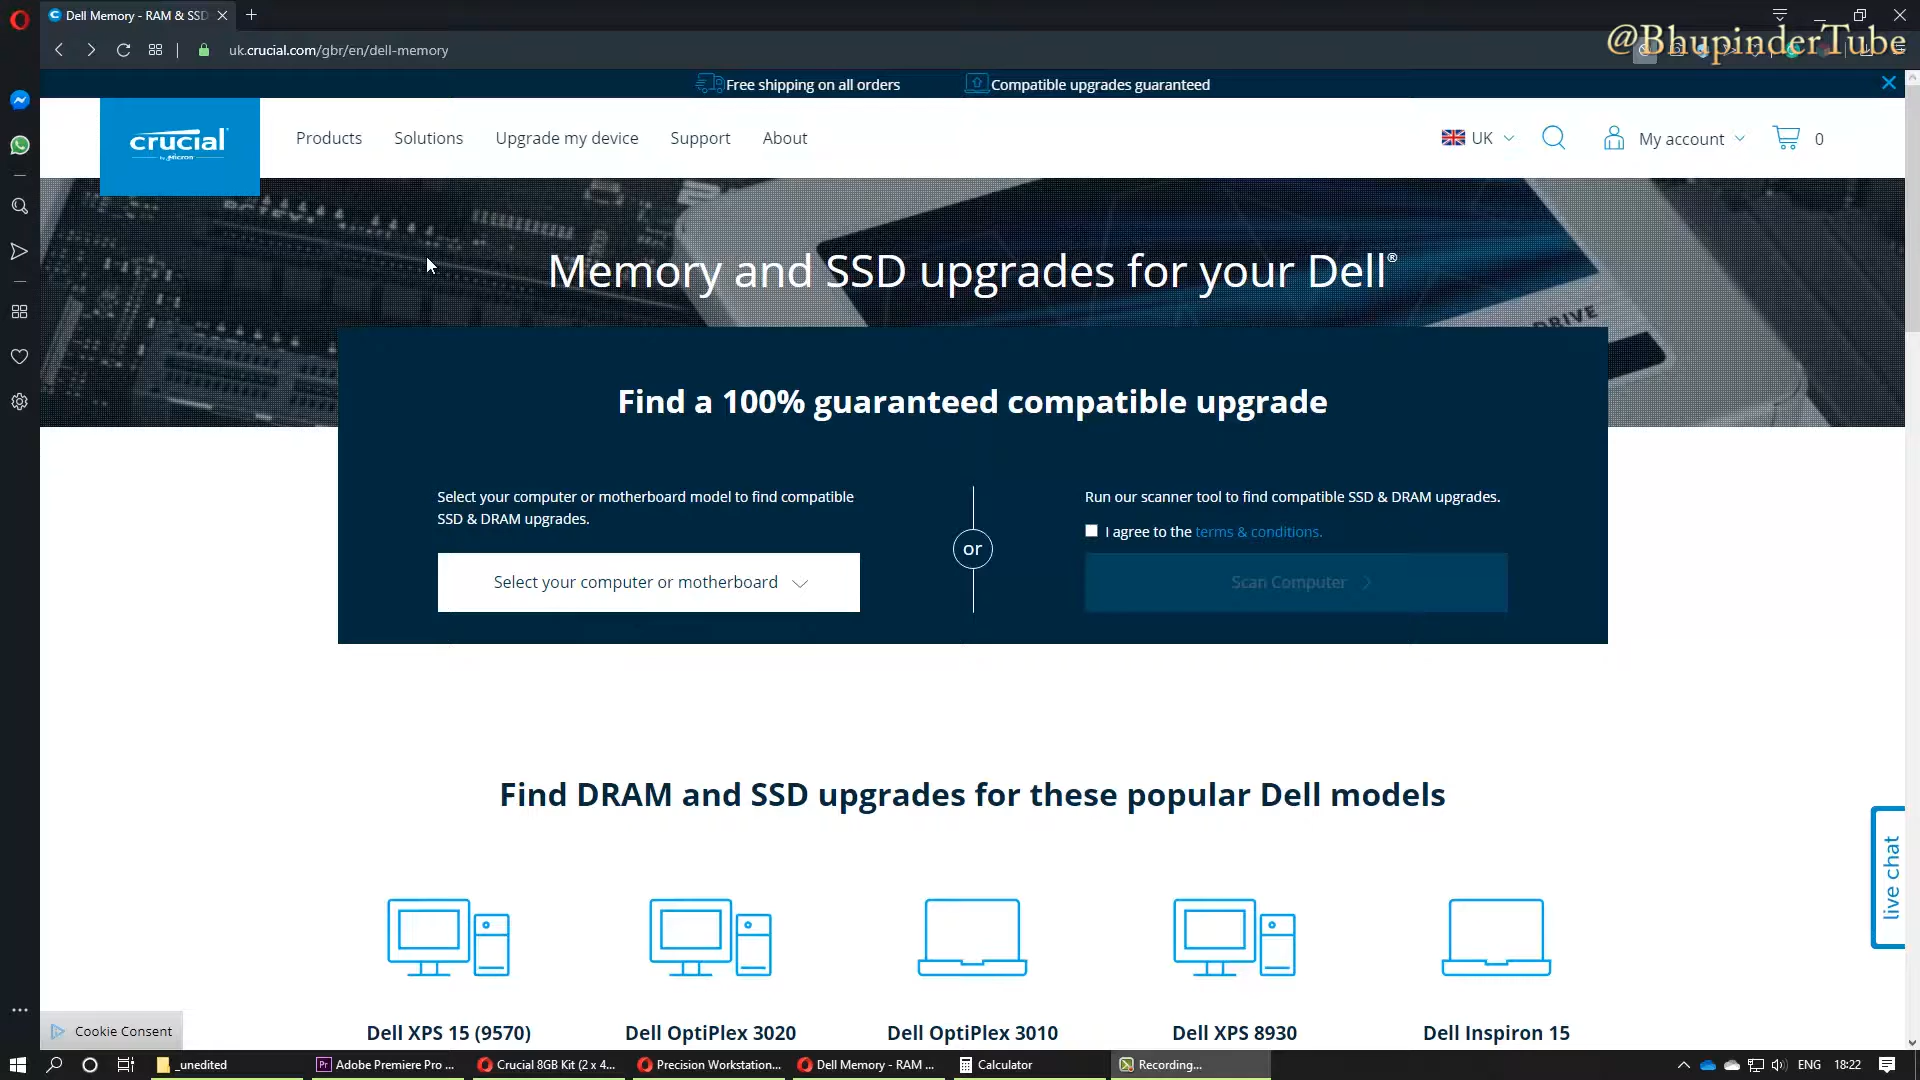 Dell Memory - RAM & SSD
@BhupinderTube
uk.crucial.com/gbr/en/dell-memory
Free shipping on all orders
Compatible upgrades guaranteed
crucial
by Micron
Products
Solutions
Upgrade my device
Support
About
UK
My account
0
Memory and SSD upgrades for your Dell®
DRIVE
Find a 100% guaranteed compatible upgrade
Select your computer or motherboard model to find compatible
SSD & DRAM upgrades.
Select your computer or motherboard
or
Run our scanner tool to find compatible SSD & DRAM upgrades.
I agree to the terms & conditions.
Scan Computer
Find DRAM and SSD upgrades for these popular Dell models
live chat
Dell XPS 15 (9570)
Dell OptiPlex 3020
Dell OptiPlex 3010
Dell XPS 8930
Dell Inspiron 15
Cookie Consent
_unedited
Adobe Premiere Pro ...
Crucial 8GB Kit (2 x 4...
Precision Workstation...
Dell Memory - RAM ...
Calculator
Recording...
ENG
18:22